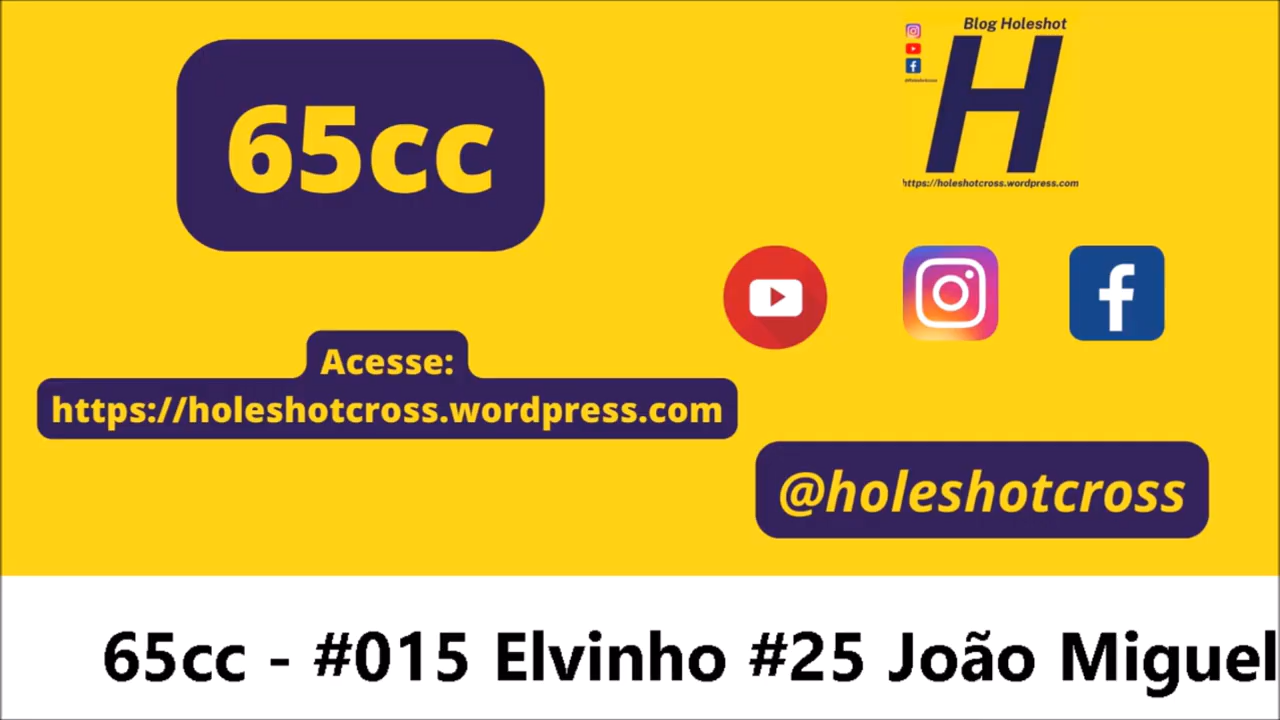 Blog Holeshot
H
https://holeshotcross.wordpress.com
65cc
Acesse:
https://holeshotcross.wordpress.com
@holeshotcross
65cc - #015 Elvinho #25 João Miguel